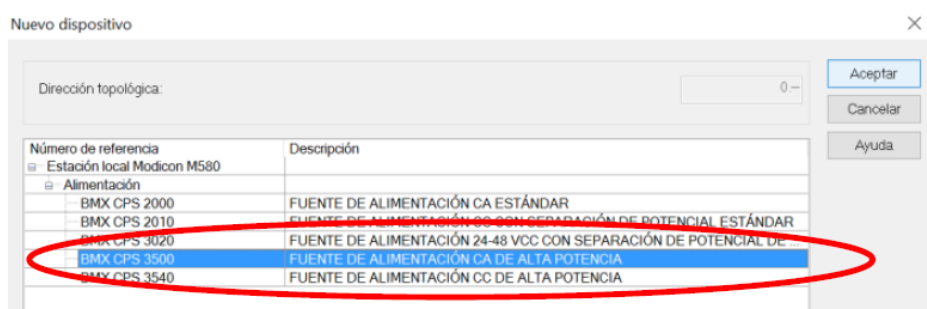 Nuevo dispositivo
Dirección topológica:
0.--
Aceptar
Cancelar
Ayuda
Número de referencia Descripción
Estación local Modicon M580
Alimentación
BMX CPS 2000 FUENTE DE ALIMENTACIÓN CA ESTÁNDAR
BMX CPS 2010 FUENTE DE ALIMENTACIÓN CC CON SEPARACIÓN DE POTENCIAL ESTÁNDAR
BMX CPS 3020 FUENTE DE ALIMENTACIÓN 24-48 VCC CON SEPARACIÓN DE POTENCIAL DE ...
BMX CPS 3500 FUENTE DE ALIMENTACIÓN CA DE ALTA POTENCIA
BMX CPS 3540 FUENTE DE ALIMENTACIÓN CC DE ALTA POTENCIA